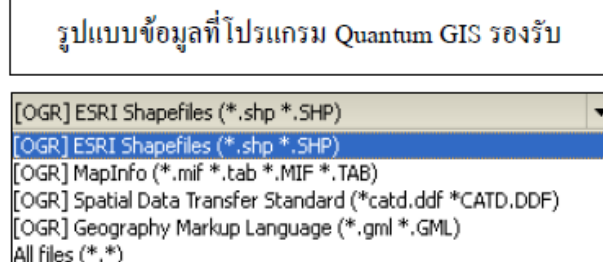 รูปแบบข้อมูลที่โปรแกรม Quantum GIS รองรับ
[OGR] ESRI Shapefiles (*.shp *.SHP)
[OGR] ESRI Shapefiles (*.shp *.SHP)
[OGR] MapInfo (*.mif *.tab *.MIF *.TAB)
[OGR] Spatial Data Transfer Standard (*catd.ddf *CATD.DDF)
[OGR] Geography Markup Language (*.gml *.GML)
All files (*.*)